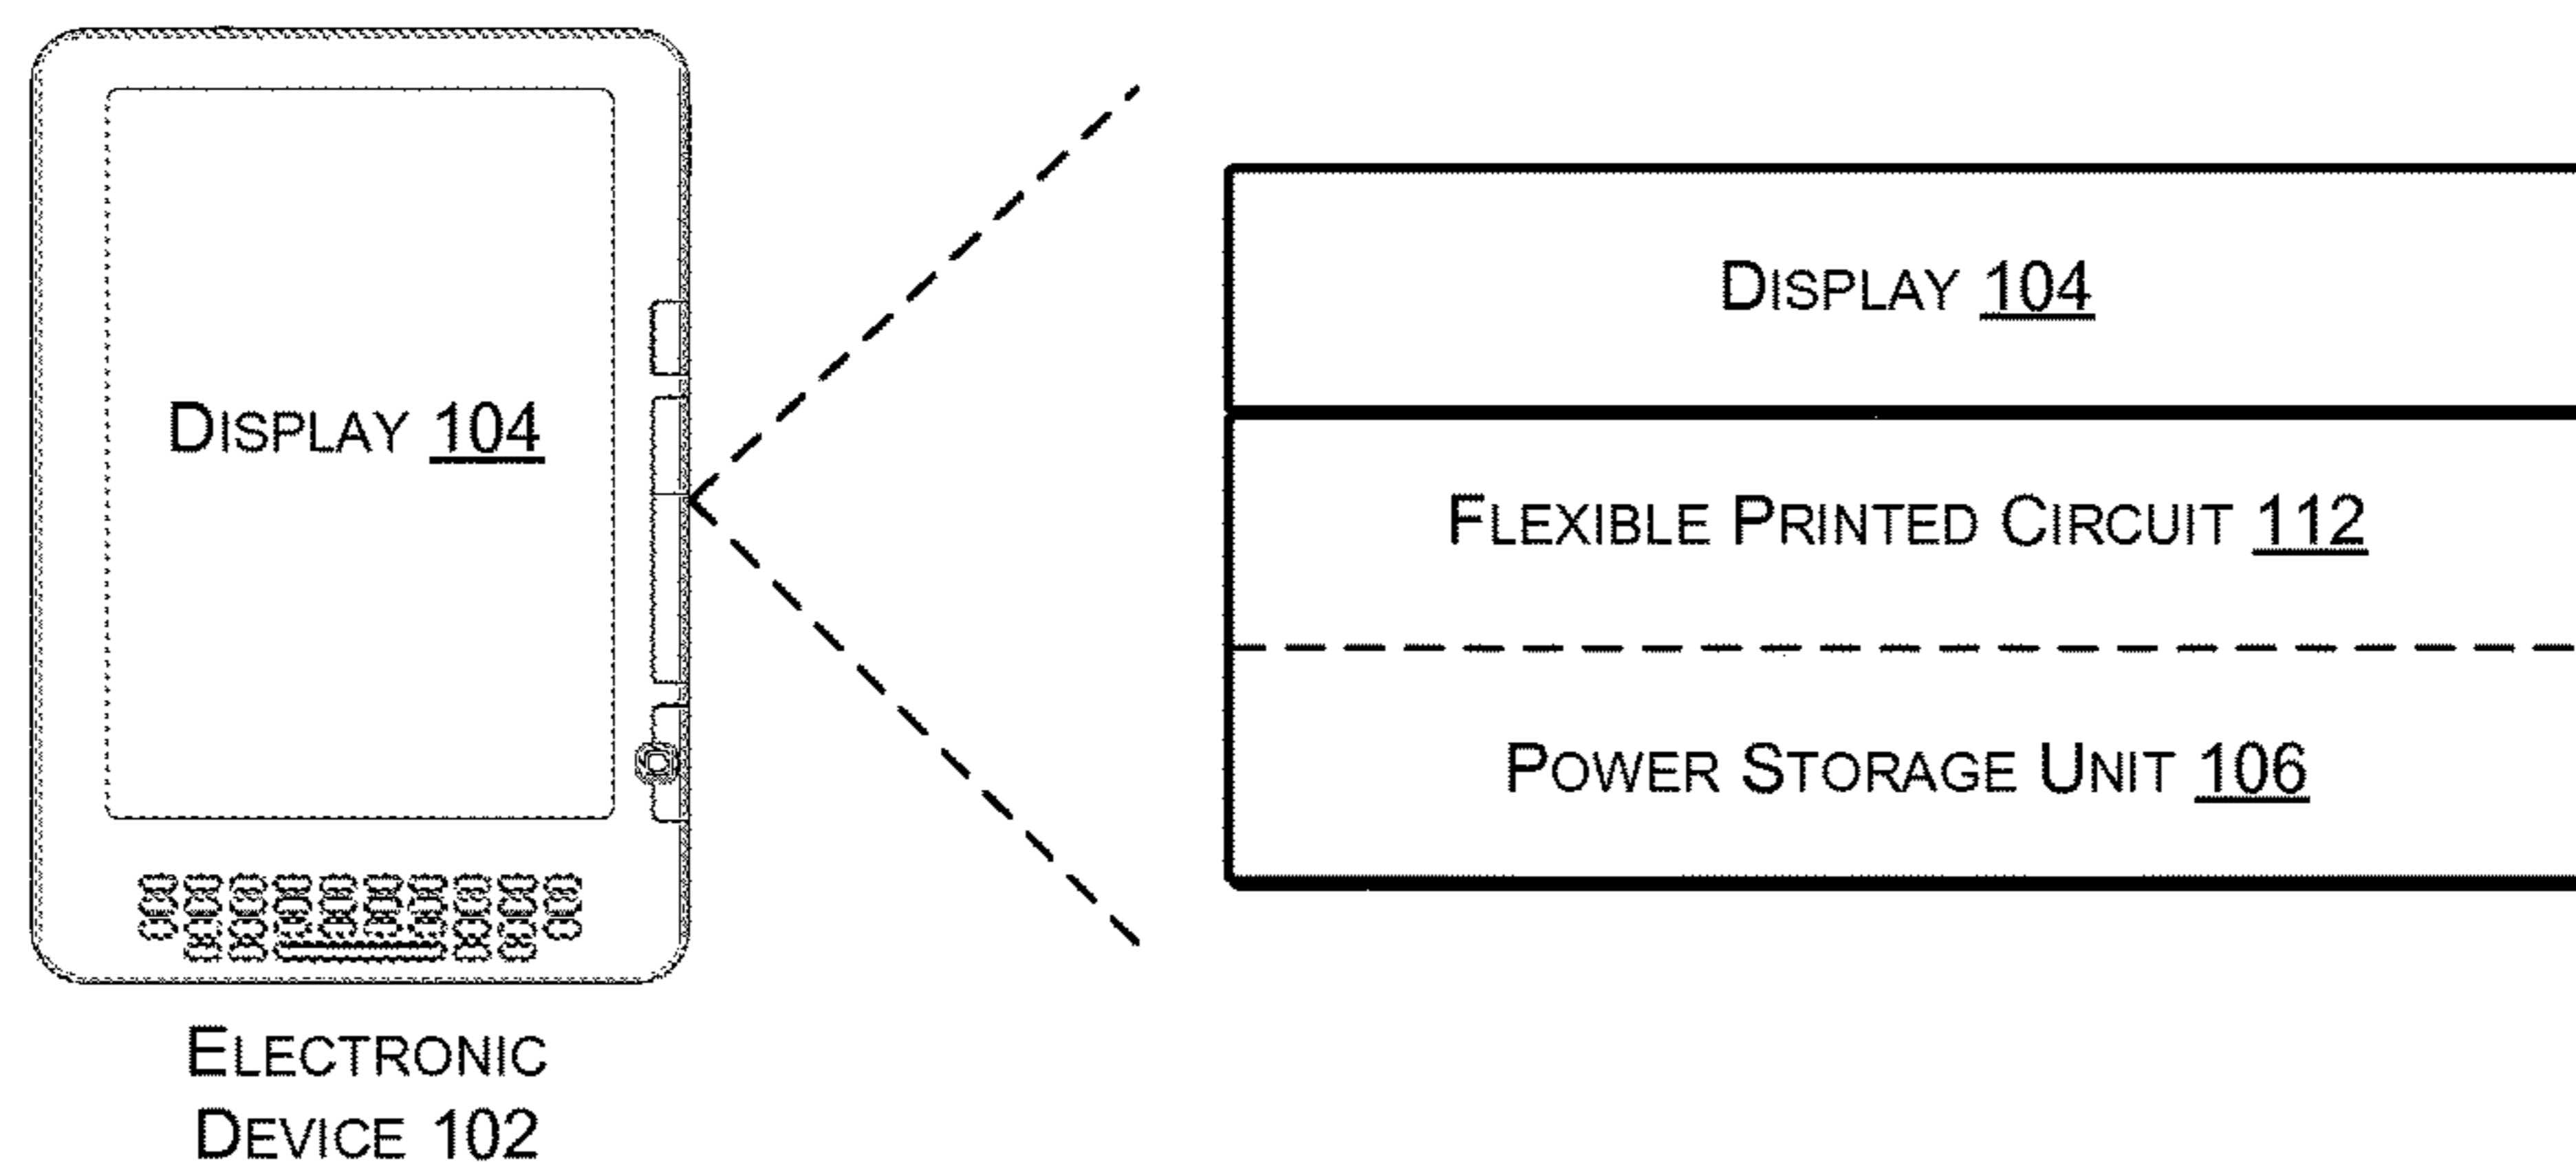 DISPLAY 104
ELECTRONIC
DEVICE 102
DISPLAY 104
FLEXIBLE PRINTED CIRCUIT 112
POWER STORAGE UNIT 106